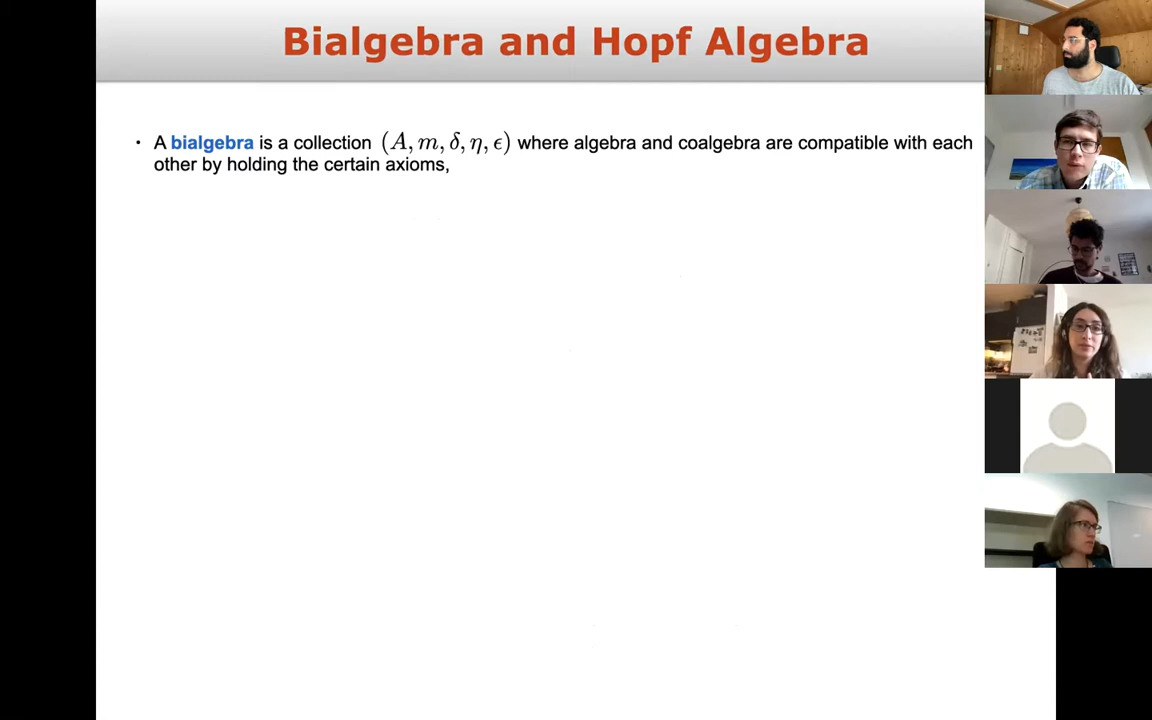 Bialgebra and Hopf Algebra
• A bialgebra is a collection (A, m, δ, η, ϵ) where algebra and coalgebra are compatible with each
other by holding the certain axioms,